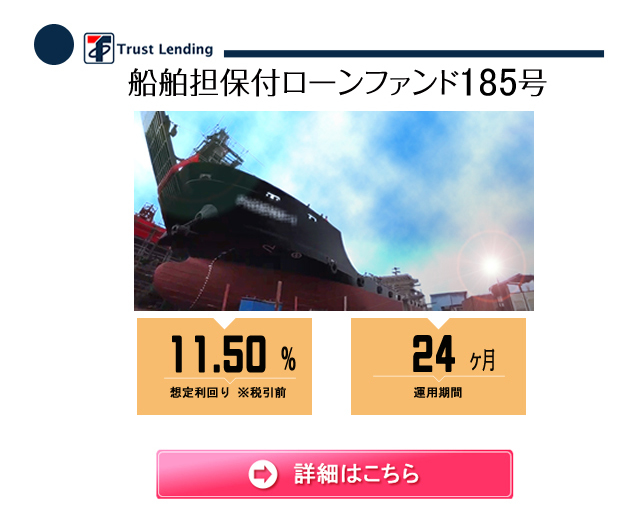 Trust Lending
船舶担保付ローンファンド185号
11.50 %
想定利回り ※税引前
24 ヶ月
運用期間
詳細はこちら